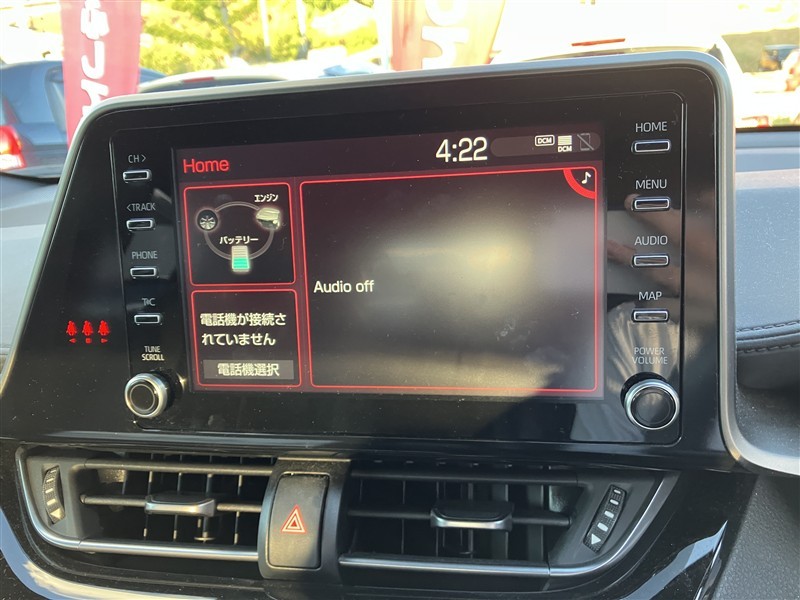 CH >
< TRACK
PHONE
T・C
TUNE
SCROLL
Home
4:22
DCM
DCM
エンジン
バッテリー
電話機が接続さ
れていません
電話機選択
Audio off
HOME
MENU
AUDIO
MAP
POWER
VOLUME